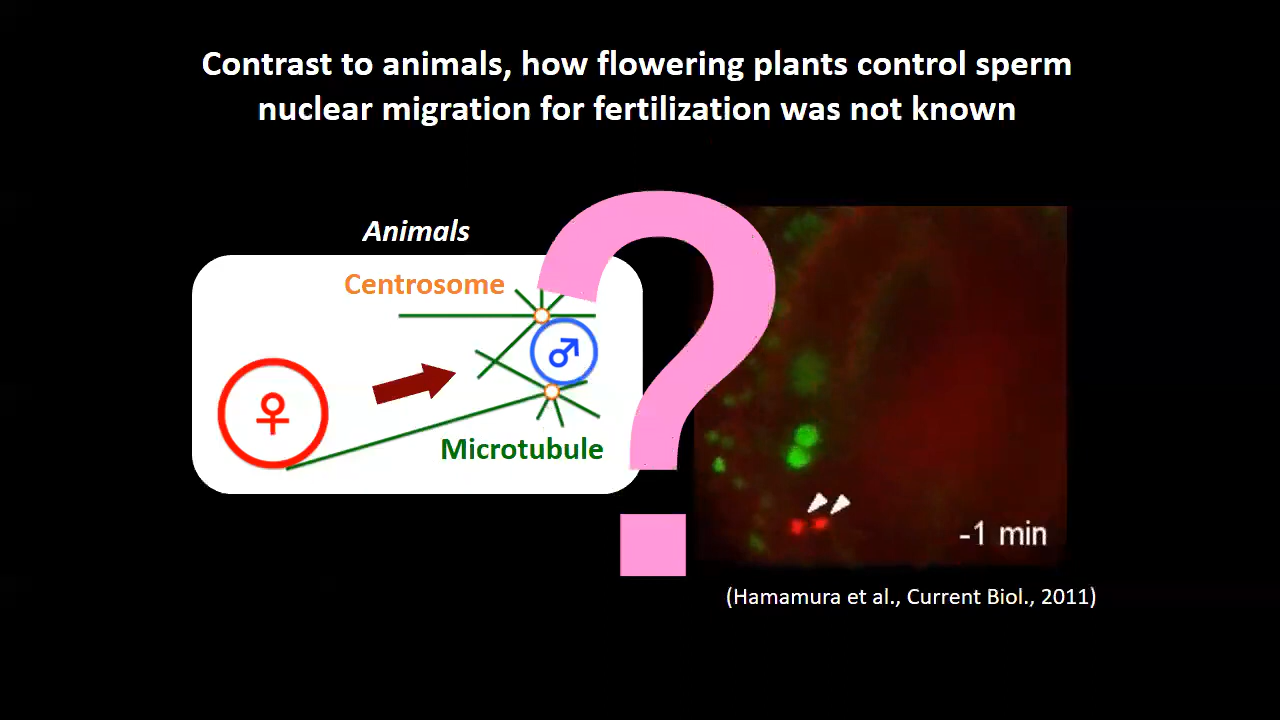 Contrast to animals, how flowering plants control sperm
nuclear migration for fertilization was not known
Animals
Centrosome
♂
♀
Microtubule
?
-1 min
(Hamamura et al., Current Biol., 2011)